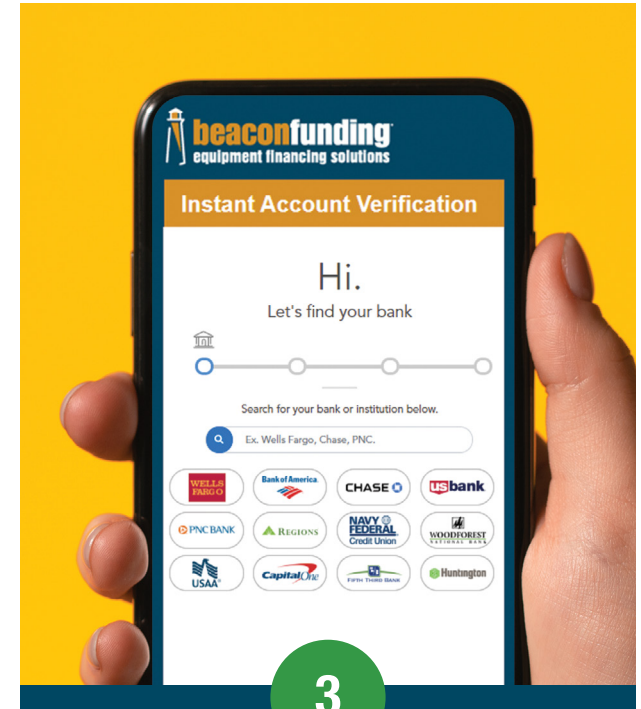 beaconfunding
equipment financing solutions
Instant Account Verification
Hi.
Let's find your bank
Search for your bank or institution below.
Ex. Wells Fargo, Chase, PNC.
WELLS
FARGO
Bank of America
CHASE
usbank
PNC BANK
REGIONS
NAVY
FEDERAL
Credit Union
WOODFOREST
NATIONAL BANK
USAA
Capital One
FIFTH THIRD BANK
Huntington
3